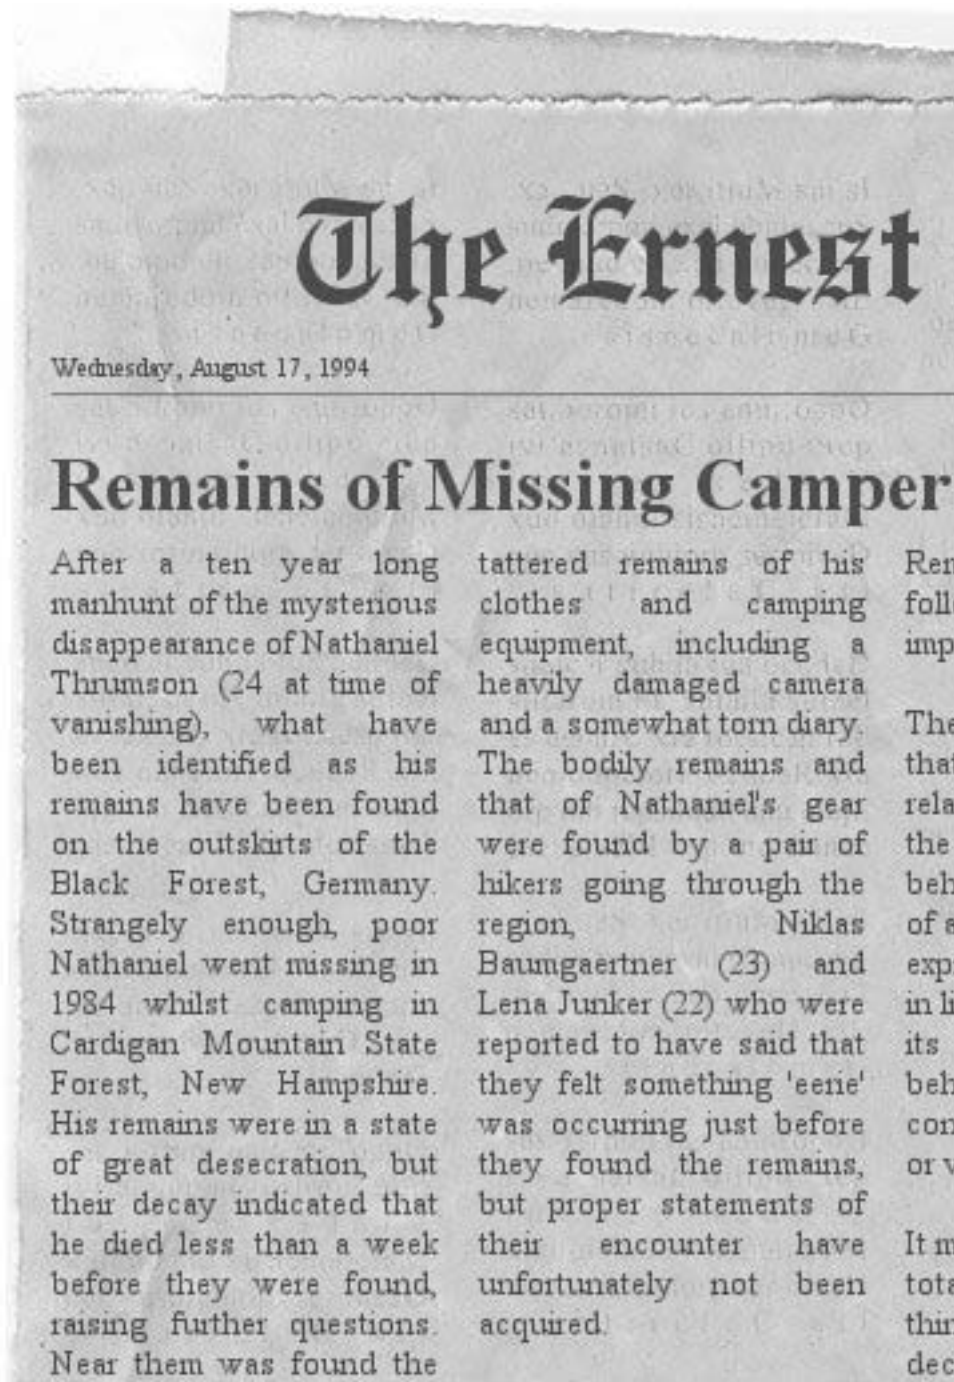 The Ernest
Wednesday, August 17, 1994
Remains of Missing Camper
After a ten year long
manhunt of the mysterious
disappearance of Nathaniel
Thrumson (24 at time of
vanishing), what have
been identified as his
remains have been found
on the outskirts of the
Black Forest, Germany.
Strangely enough, poor
Nathaniel went missing in
1984 whilst camping in
Cardigan Mountain State
Forest, New Hampshire.
His remains were in a state
of great desecration, but
their decay indicated that
he died less than a week
before they were found,
raising further questions.
Near them was found the
tattered remains of his
clothes and camping
equipment, including a
heavily damaged camera
and a somewhat torn diary.
The bodily remains and
that of Nathaniel's gear
were found by a pair of
hikers going through the
region, Niklas
Baumgaertner (23) and
Lena Junker (22) who were
reported to have said that
they felt something 'eerie'
was occurring just before
they found the remains,
but proper statements of
their encounter have
unfortunately not been
acquired.
the
of
in
its
or
It